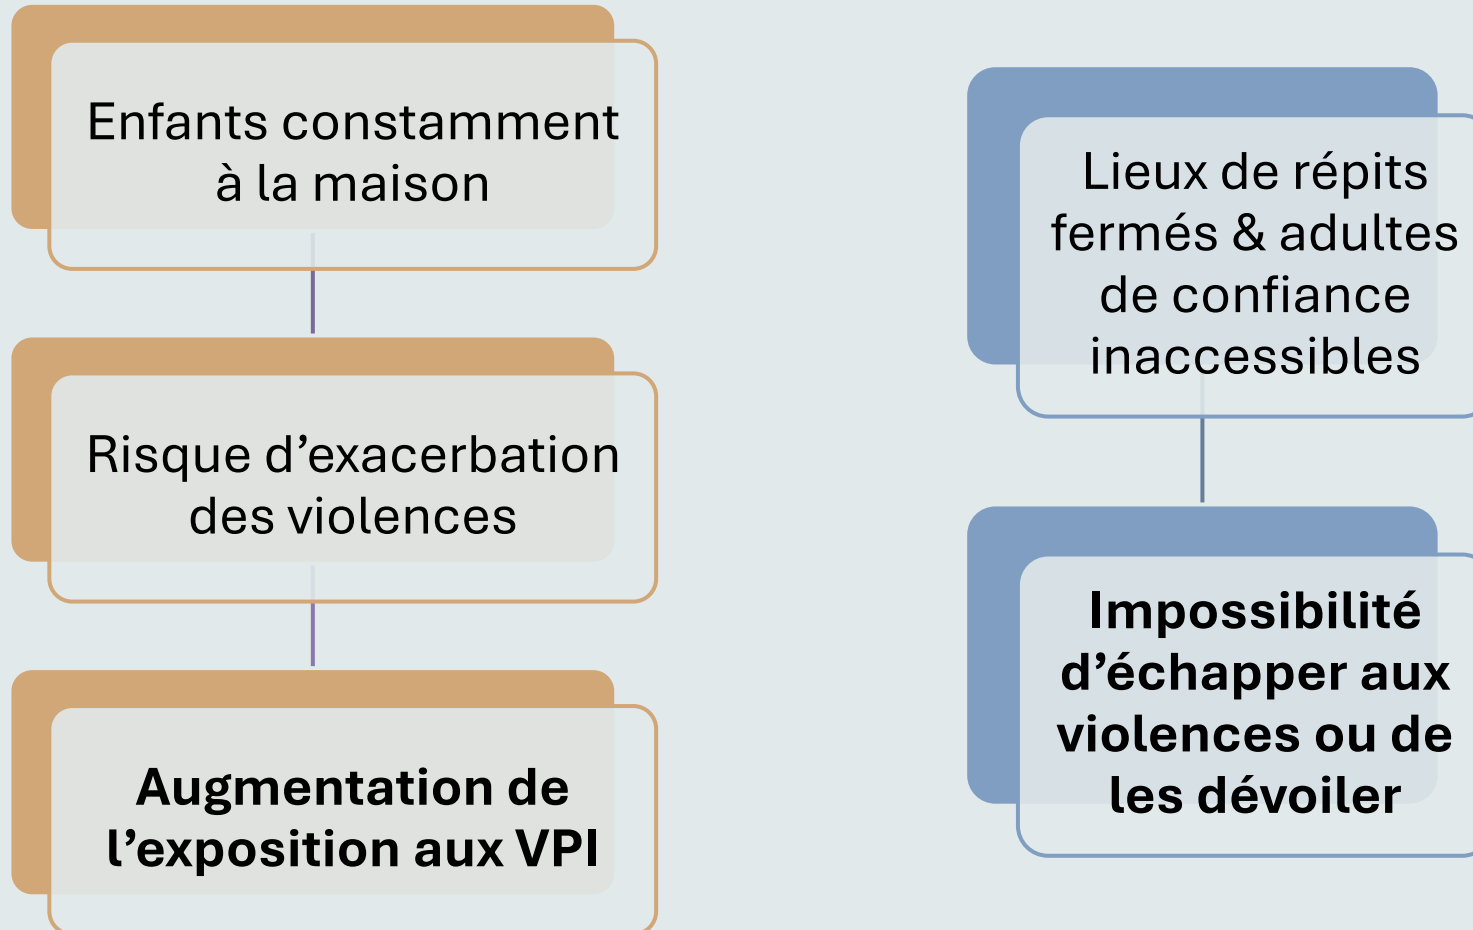 Enfants constamment
à la maison
Risque d’exacerbation
des violences
Augmentation de
l’exposition aux VPI
Lieux de répits
fermés & adultes
de confiance
inaccessibles
Impossibilité
d’échapper aux
violences ou de
les dévoiler